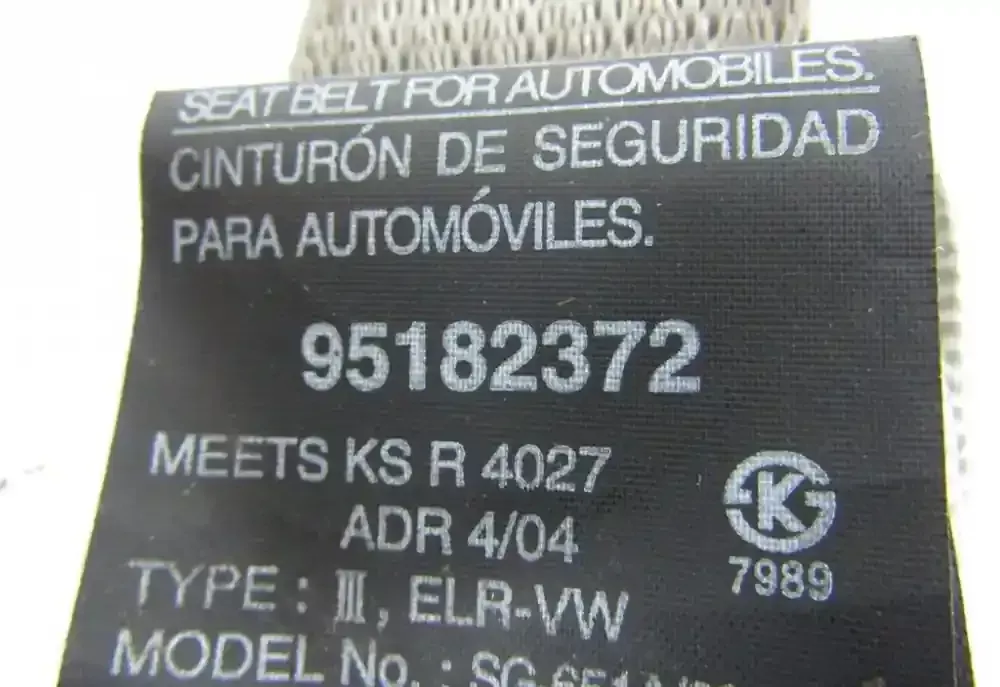 SEAT BELT FOR AUTOMOBILES.
CINTURÓN DE SEGURIDAD
PARA AUTOMÓVILES.
95182372
MEETS KS R 4027
ADR 4/04
K
7989
TYPE : Ⅲ, ELR-VW
MODEL No. :